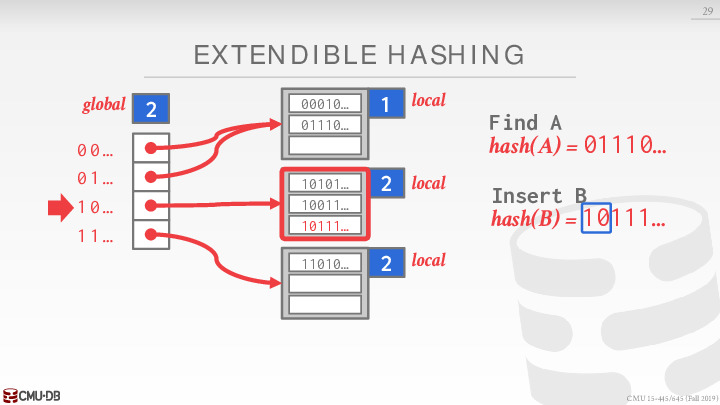 29
EXTENDIBLE HASHING
global 2
00…
01…
10…
11…
00010…
01110…
1 local
10101…
10011…
10111…
2 local
11010…
2 local
Find A
hash(A) = 01110…
Insert B
hash(B) = 10111…
CMU·DB
CMU 15-445/645 (Fall 2019)